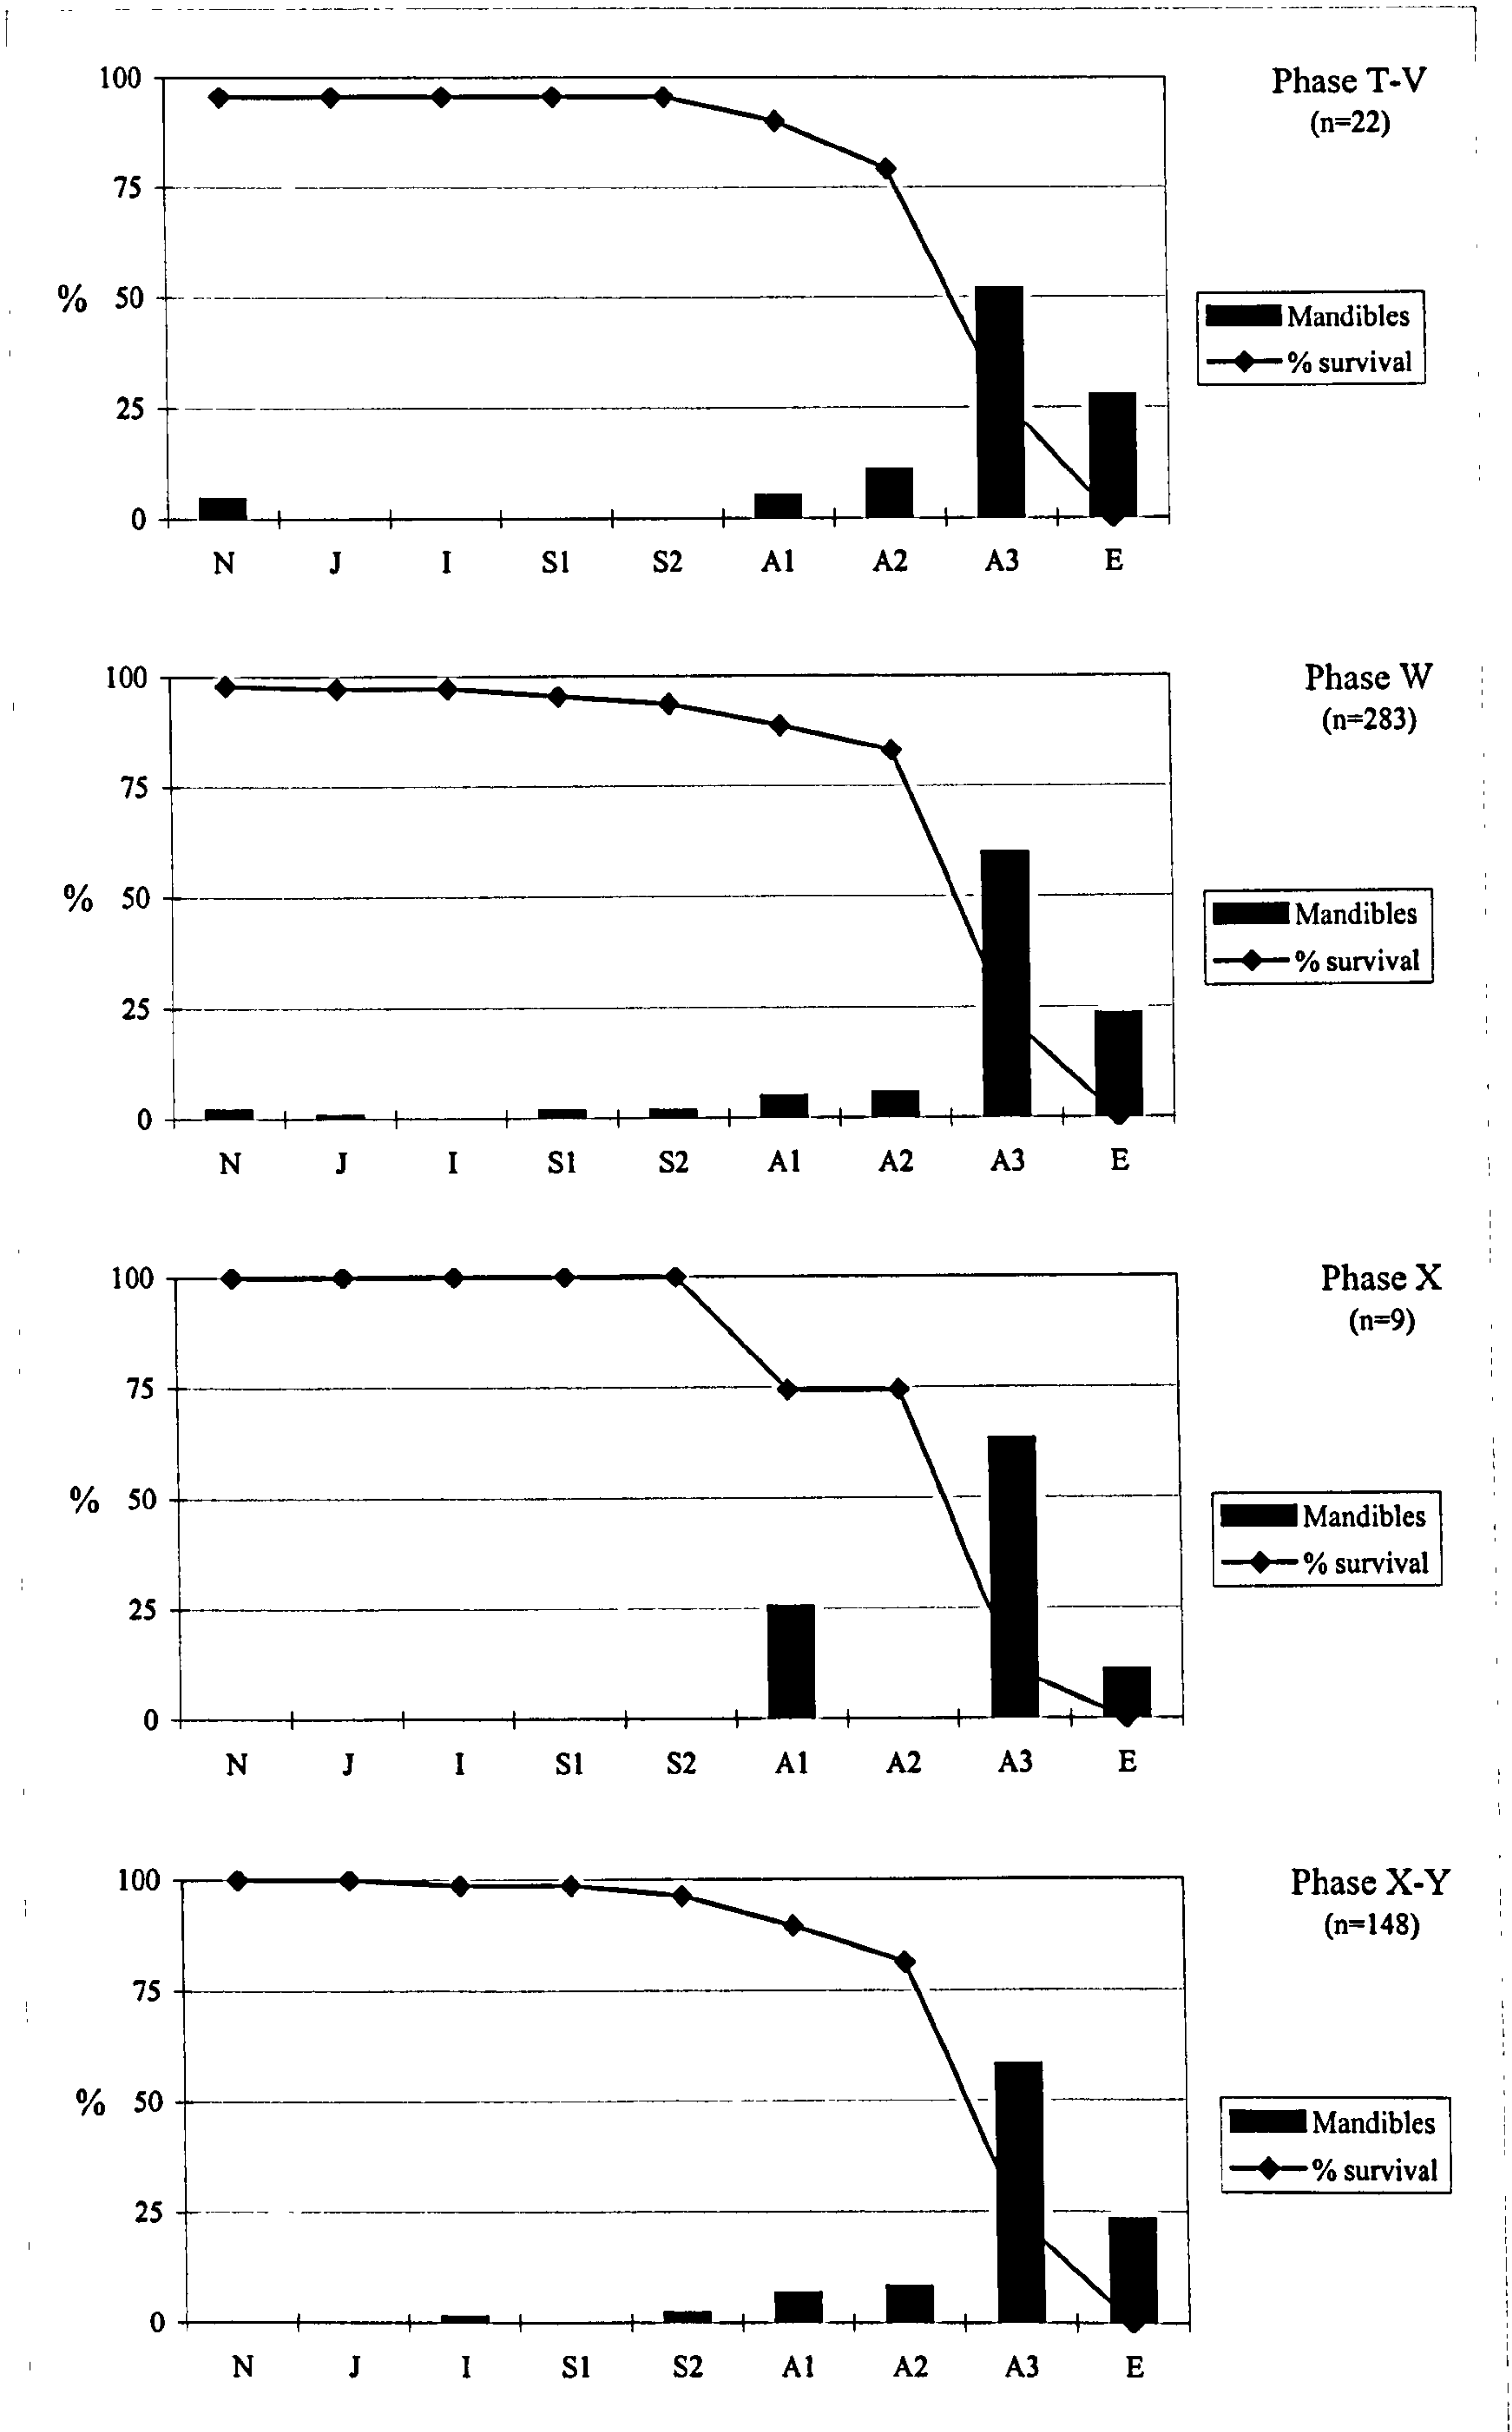 Phase T-V
(n=22)
100
75
% 50
25
0
N J I S1 S2 A1 A2 A3 E
Mandibles
% survival
Phase W
(n=283)
100
75
% 50
25
0
N J I S1 S2 A1 A2 A3 E
Mandibles
% survival
Phase X
(n=9)
100
75
% 50
25
0
N J I S1 S2 A1 A2 A3 E
Mandibles
% survival
Phase X-Y
(n=148)
100
75
% 50
25
0
N J I S1 S2 A1 A2 A3 E
Mandibles
% survival